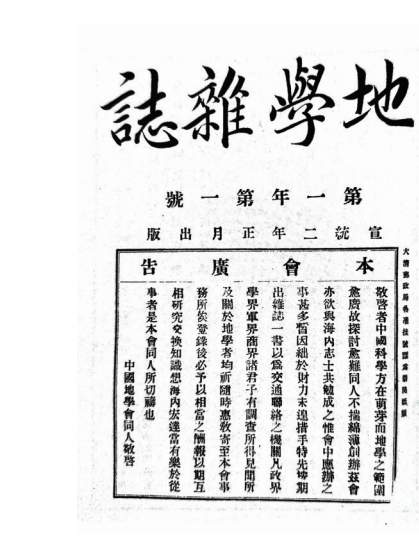 地學雜誌
第一年第一號
宣統二年正月出版
本會廣告
敬啓者中國科學方在萌芽而地學之範圍
愈廣故探討愈難同人不揣綿薄創辦茲會
亦欲與海內志士共勉成之惟會中應辦之
事甚多暫因絀於財力未遑措手特先按期
出雜誌一書以爲交通聯絡之機關凡政界
學界軍界商界諸君子有調查所得見聞所
及關於地學者均祈隨時惠教寄至本會事
務所俟登錄後必予以相當之酬報以期互
相研究交換知識想海內宏達當有樂於從
事者是本會同人所切禱也
中國地學會同人敬啓